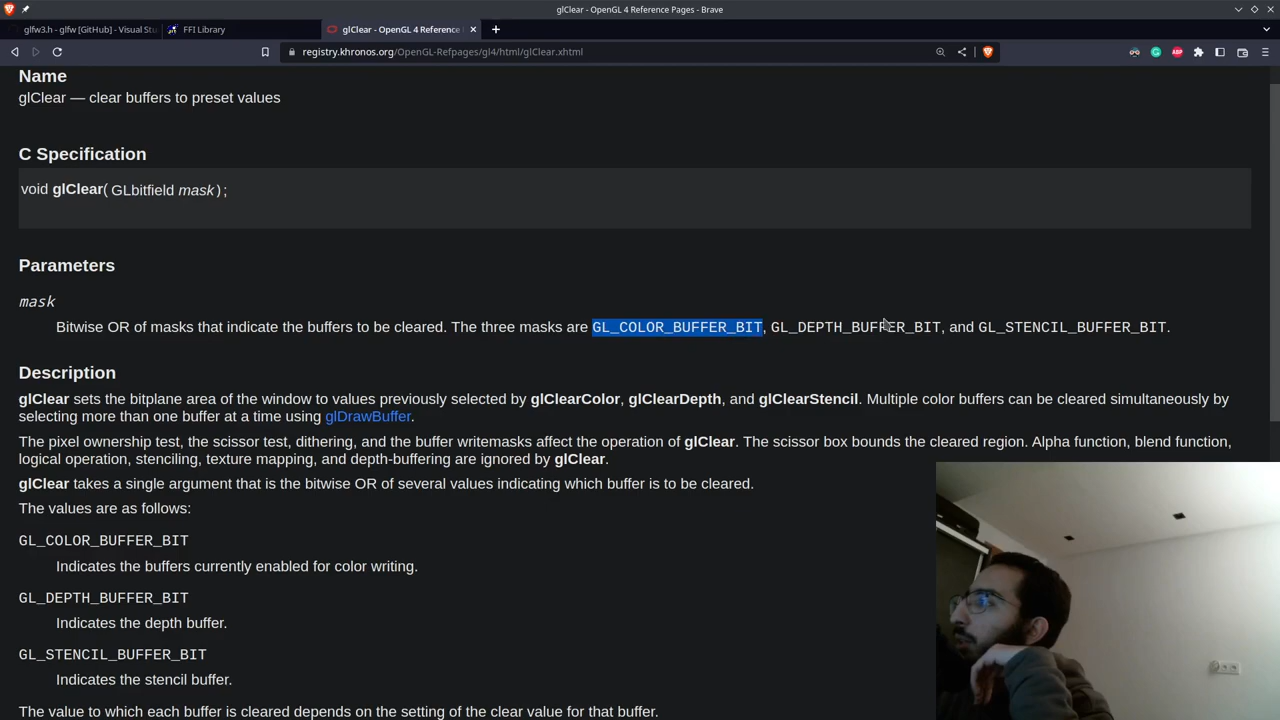 glClear - OpenGL 4 Reference Pages - Brave
glfw3.h - glfw [GitHub] - Visual Stu
FFI Library
glClear - OpenGL 4 Reference
registry.khronos.org/OpenGL-Refpages/gl4/html/glClear.xhtml
ABP
Name
glClear — clear buffers to preset values
C Specification
void glClear( GLbitfield mask);
Parameters
mask
Bitwise OR of masks that indicate the buffers to be cleared. The three masks are GL_COLOR_BUFFER_BIT, GL_DEPTH_BUFFER_BIT, and GL_STENCIL_BUFFER_BIT.
Description
glClear sets the bitplane area of the window to values previously selected by glClearColor, glClearDepth, and glClearStencil. Multiple color buffers can be cleared simultaneously by
selecting more than one buffer at a time using glDrawBuffer.
The pixel ownership test, the scissor test, dithering, and the buffer writemasks affect the operation of glClear. The scissor box bounds the cleared region. Alpha function, blend function,
logical operation, stenciling, texture mapping, and depth-buffering are ignored by glClear.
glClear takes a single argument that is the bitwise OR of several values indicating which buffer is to be cleared.
The values are as follows:
GL_COLOR_BUFFER_BIT
Indicates the buffers currently enabled for color writing.
GL_DEPTH_BUFFER_BIT
Indicates the depth buffer.
GL_STENCIL_BUFFER_BIT
Indicates the stencil buffer.
The value to which each buffer is cleared depends on the setting of the clear value for that buffer.